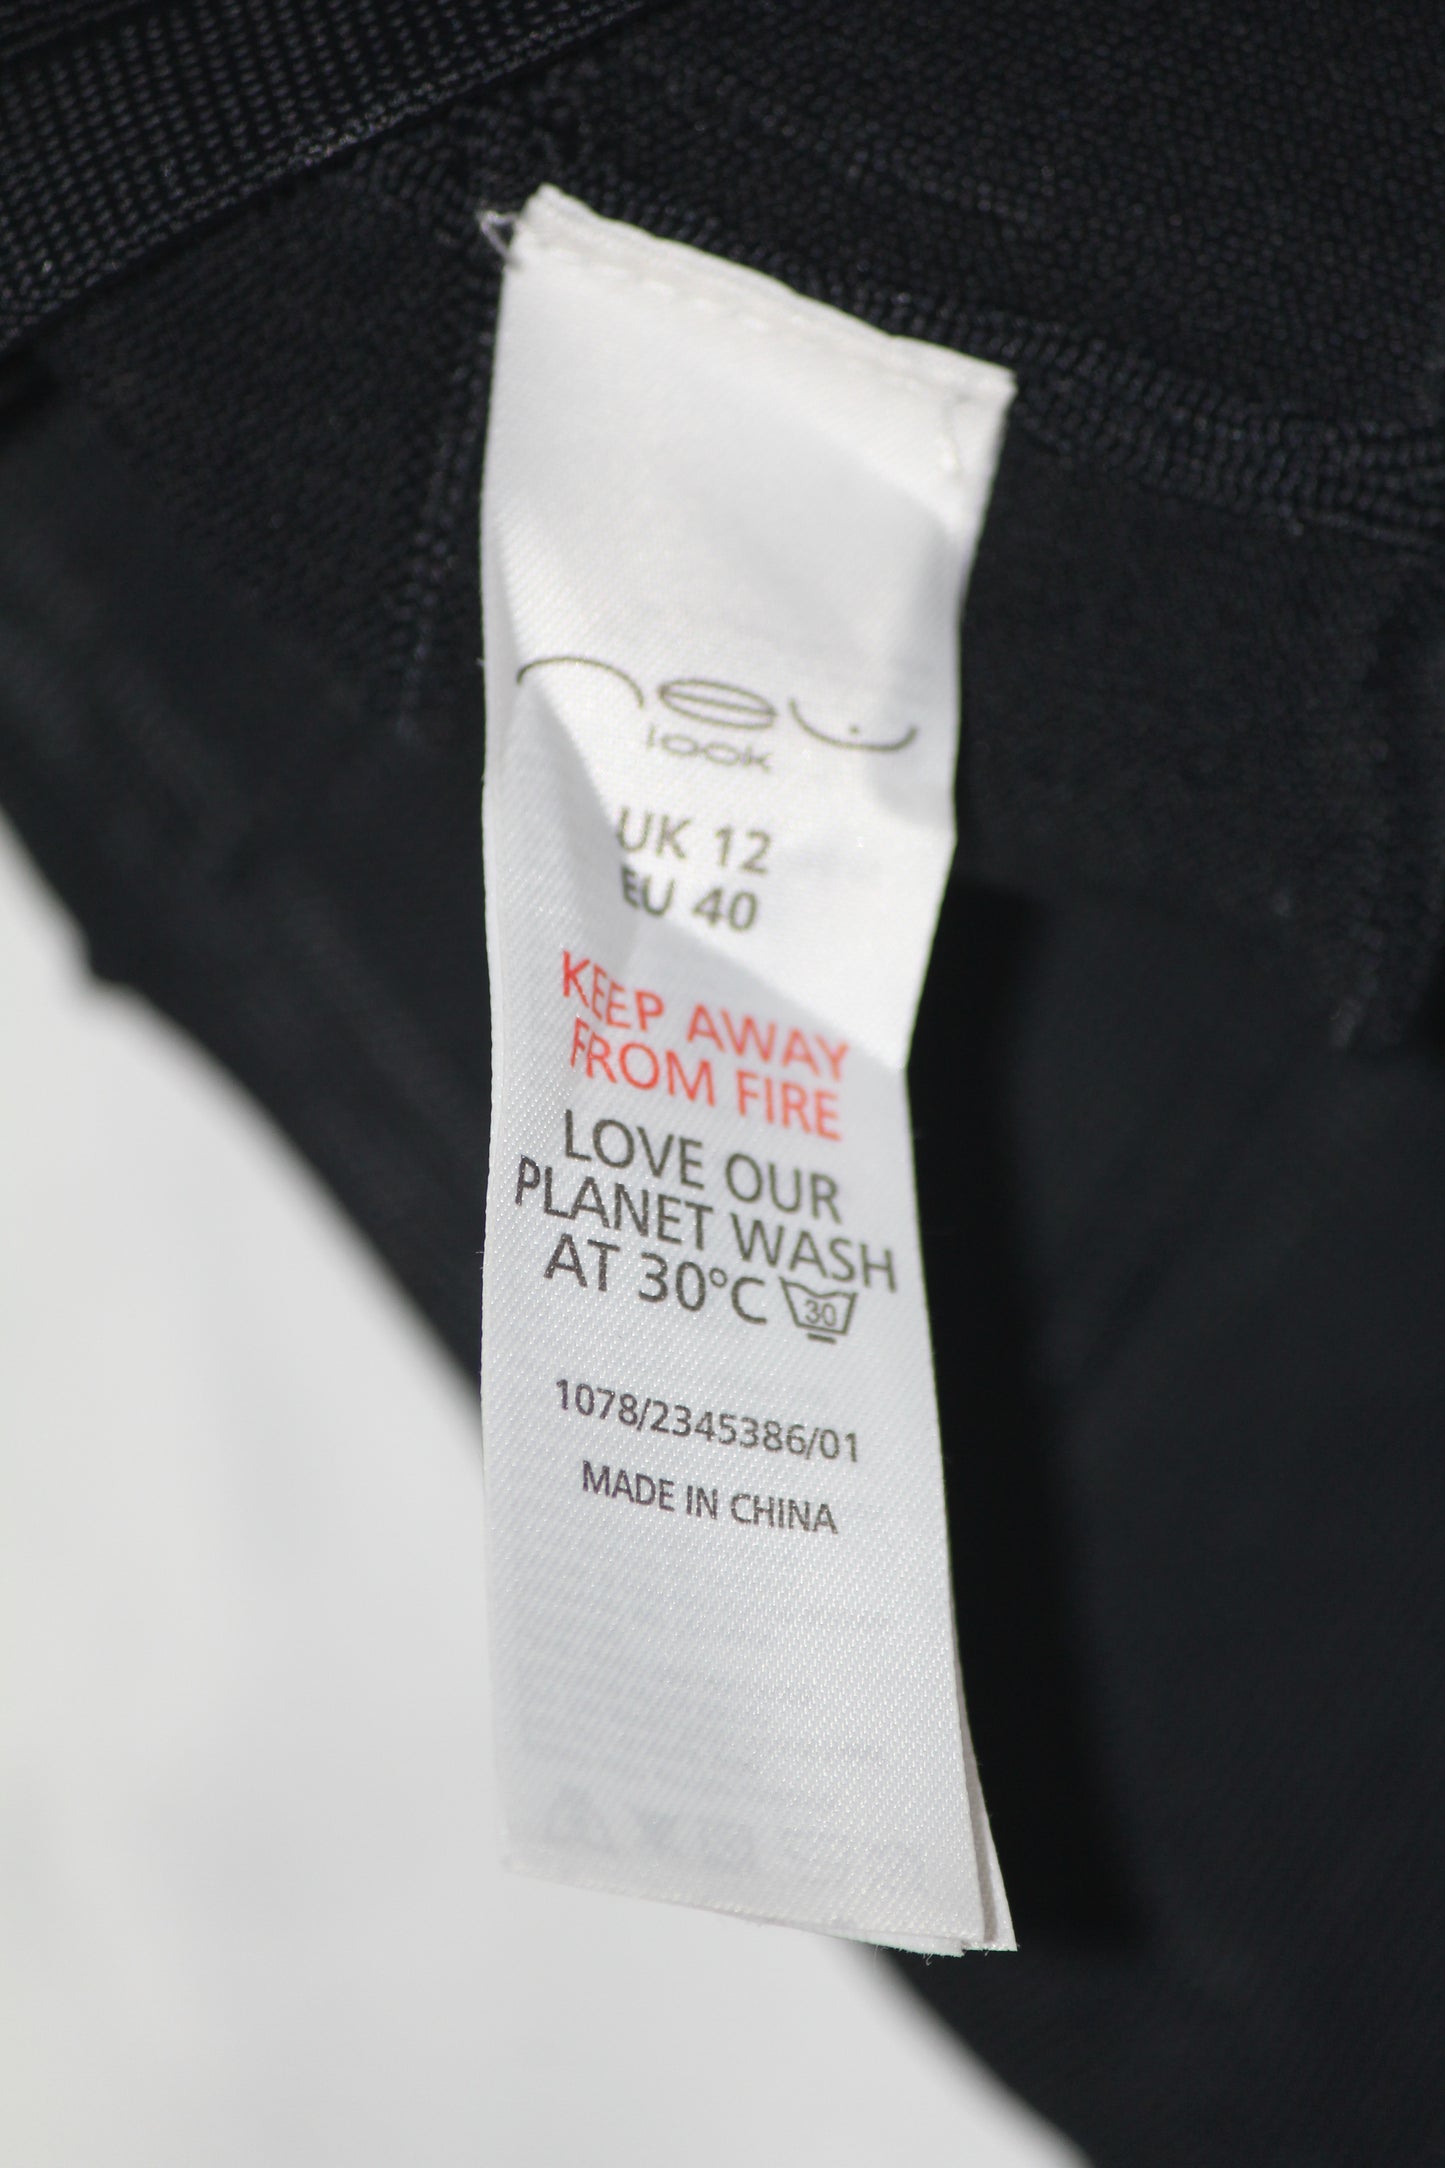 new
look
UK 12
EU 40
KEEP AWAY
FROM FIRE
LOVE OUR
PLANET WASH
AT 30°C 30
1078/2345386/01
MADE IN CHINA